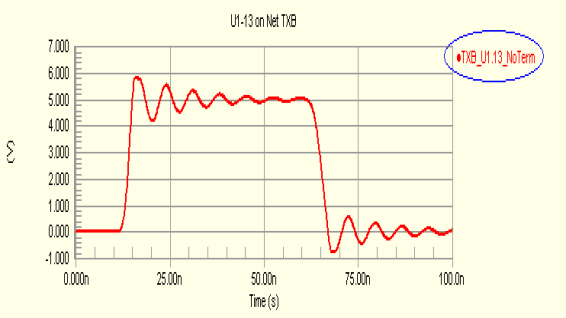 U1-13 on Net TXB
TXB_U1.13_NoTerm
7.000
6.000
5.000
4.000
3.000
2.000
1.000
0.000
-1.000
(V)
0.000n
25.00n
50.00n
75.00n
100.0n
Time (s)